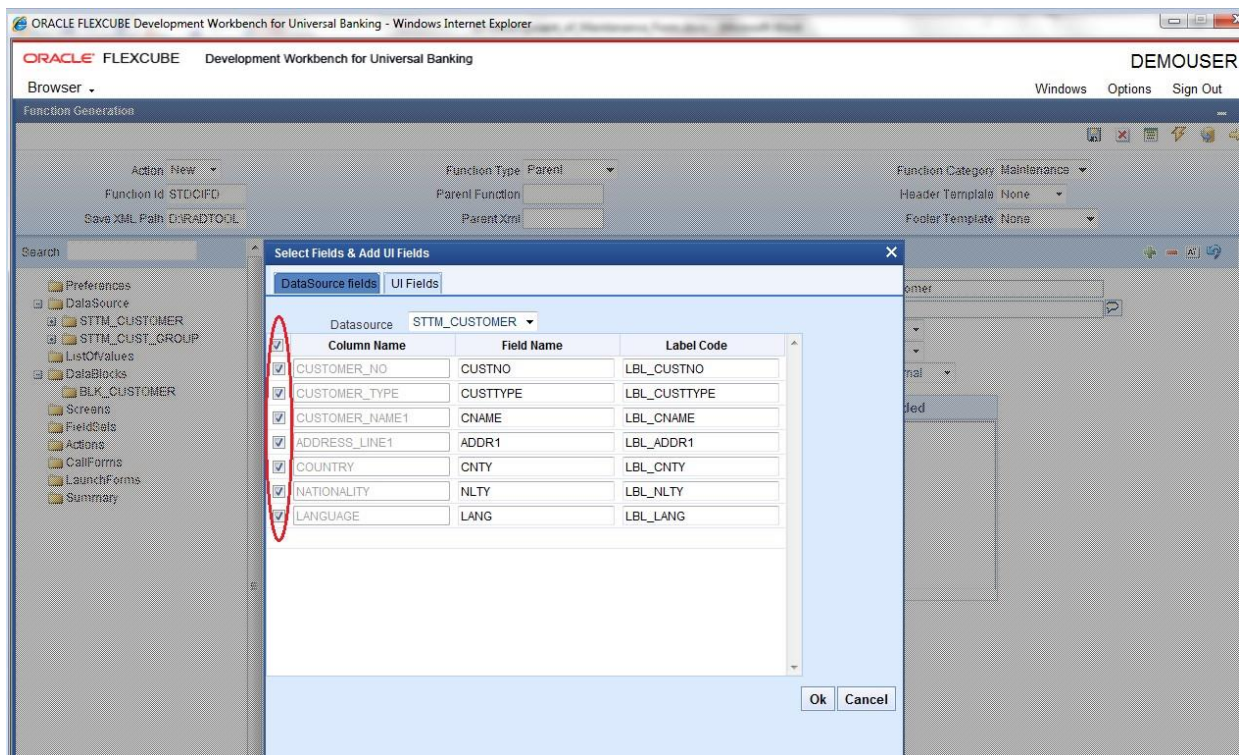 ORACLE FLEXCUBE Development Workbench for Universal Banking - Windows Internet Explorer
ORACLE FLEXCUBE Development Workbench for Universal Banking DEMOUSER
Browser Windows Options Sign Out
Function Generation
Action New Function Type Parent Function Category Maintenance
Function Id STDCIFD Parent Function Header Template None
Save XML Path D:\RADTOOL Parent Xml Footer Template None
Search
Preferences
DataSource
STTM_CUSTOMER
STTM_CUST_GROUP
ListOfValues
DataBlocks
BLK_CUSTOMER
Screens
FieldSets
Actions
CallForms
LaunchForms
Summary
Select Fields & Add UI Fields
DataSource fields UI Fields
Datasource STTM_CUSTOMER
Column Name Field Name Label Code
CUSTOMER_NO CUSTNO LBL_CUSTNO
CUSTOMER_TYPE CUSTTYPE LBL_CUSTTYPE
CUSTOMER_NAME1 CNAME LBL_CNAME
ADDRESS_LINE1 ADDR1 LBL_ADDR1
COUNTRY CNTY LBL_CNTY
NATIONALITY NLTY LBL_NLTY
LANGUAGE LANG LBL_LANG
Ok Cancel
omer
nal
ded